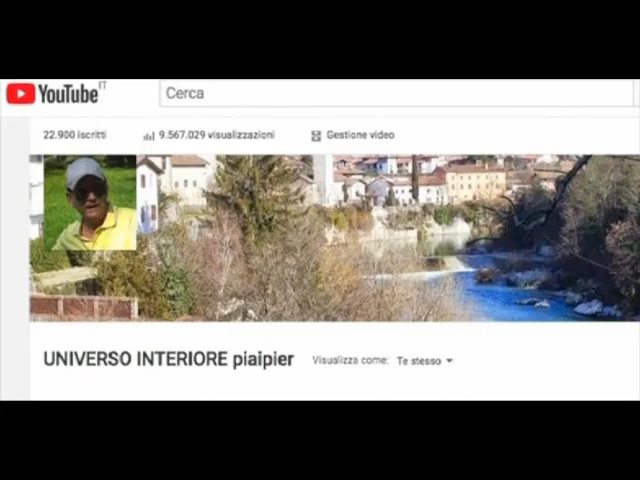 YouTube IT Cerca
22.900 iscritti 9.567.029 visualizzazioni Gestione video
UNIVERSO INTERIORE piaipier Visualizza come: Te stesso